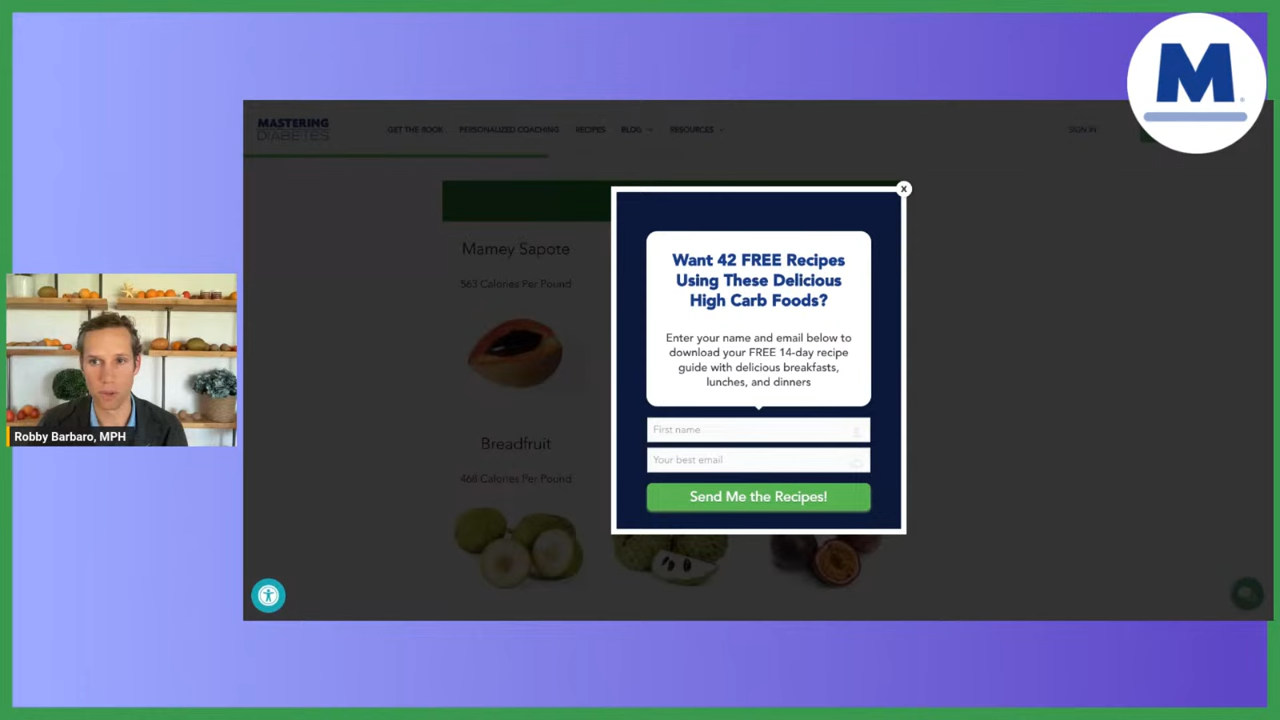 M
MASTERING
DIABETES
GET THE BOOK
PERSONALIZED COACHING
RECIPES
BLOG
RESOURCES
SIGN IN
x
Mamey Sapote
563 Calories Per Pound
Breadfruit
468 Calories Per Pound
Want 42 FREE Recipes
Using These Delicious
High Carb Foods?
Enter your name and email below to
download your FREE 14-day recipe
guide with delicious breakfasts,
lunches, and dinners
First name
Your best email
Send Me the Recipes!
Robby Barbaro, MPH